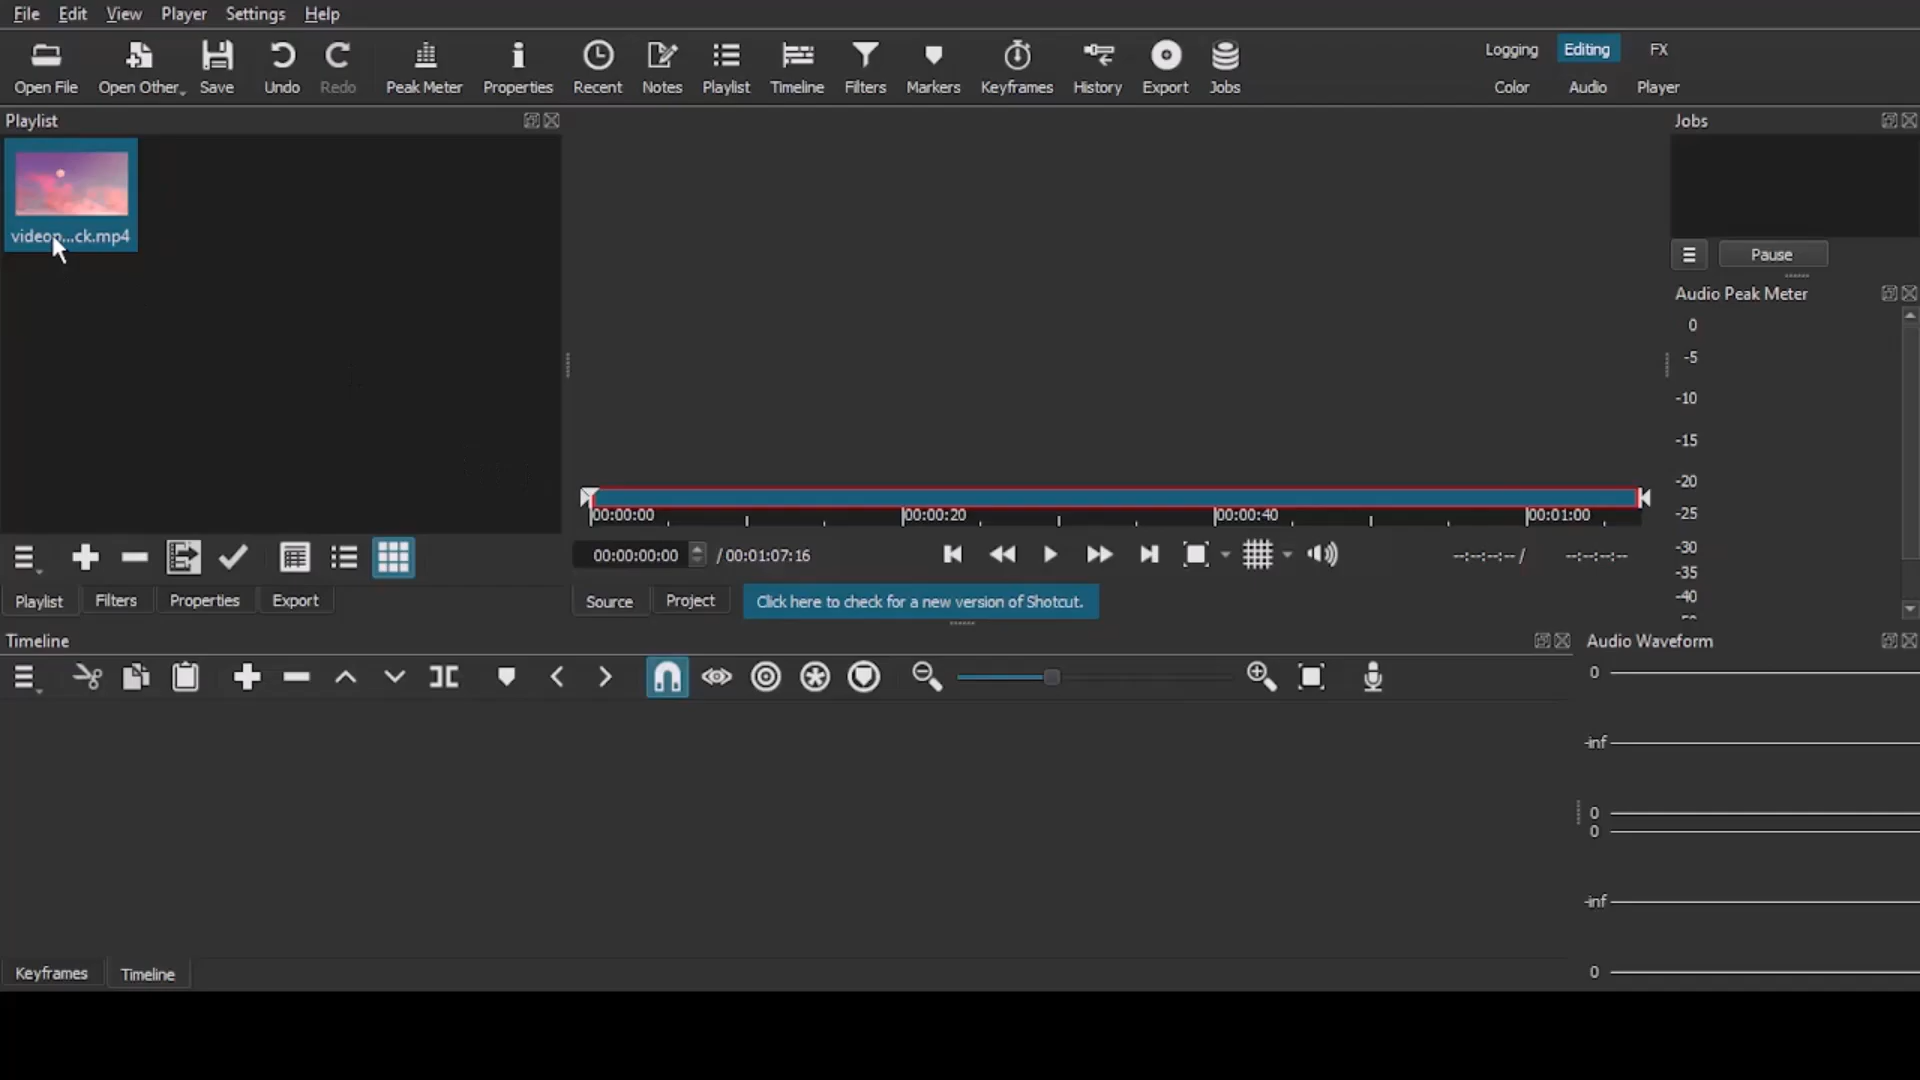 File Edit View Player Settings Help
Open File Open Other Save Undo Redo Peak Meter Properties Recent Notes Playlist Timeline Filters Markers Keyframes History Export Jobs
Logging Editing FX
Color Audio Player
Playlist
videop...ck.mp4
Playlist Filters Properties Export
00:00:00 00:00:20 00:00:40 00:01:00
00:00:00:00 / 00:01:07:16 --:--:--:-- / --:--:--:--
Source Project Click here to check for a new version of Shotcut.
Jobs
Pause
Audio Peak Meter
0
-5
-10
-15
-20
-25
-30
-35
-40
Timeline
Audio Waveform
0
-inf
0
0
-inf
0
Keyframes Timeline